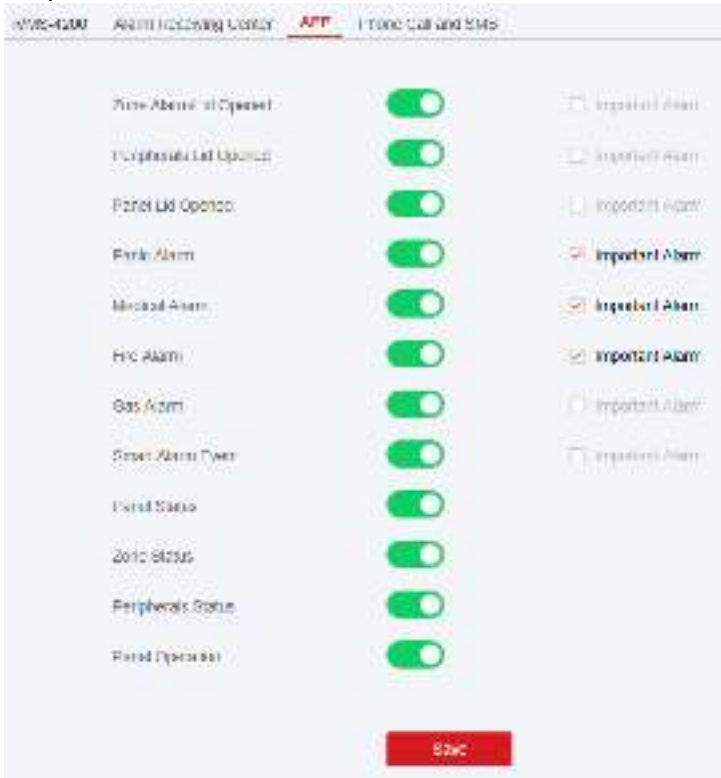 iVMS-4200 Alarm Receiving Center APP Phone Call and SMS
Zone Alarm/Lid Opened Important Alarm
Peripherals Lid Opened Important Alarm
Panel Lid Opened Important Alarm
Panic Alarm Important Alarm
Medical Alarm Important Alarm
Fire Alarm Important Alarm
Gas Alarm Important Alarm
Smart Alarm Event Important Alarm
Panel Status
Zone Status
Peripherals Status
Panel Operation
Save